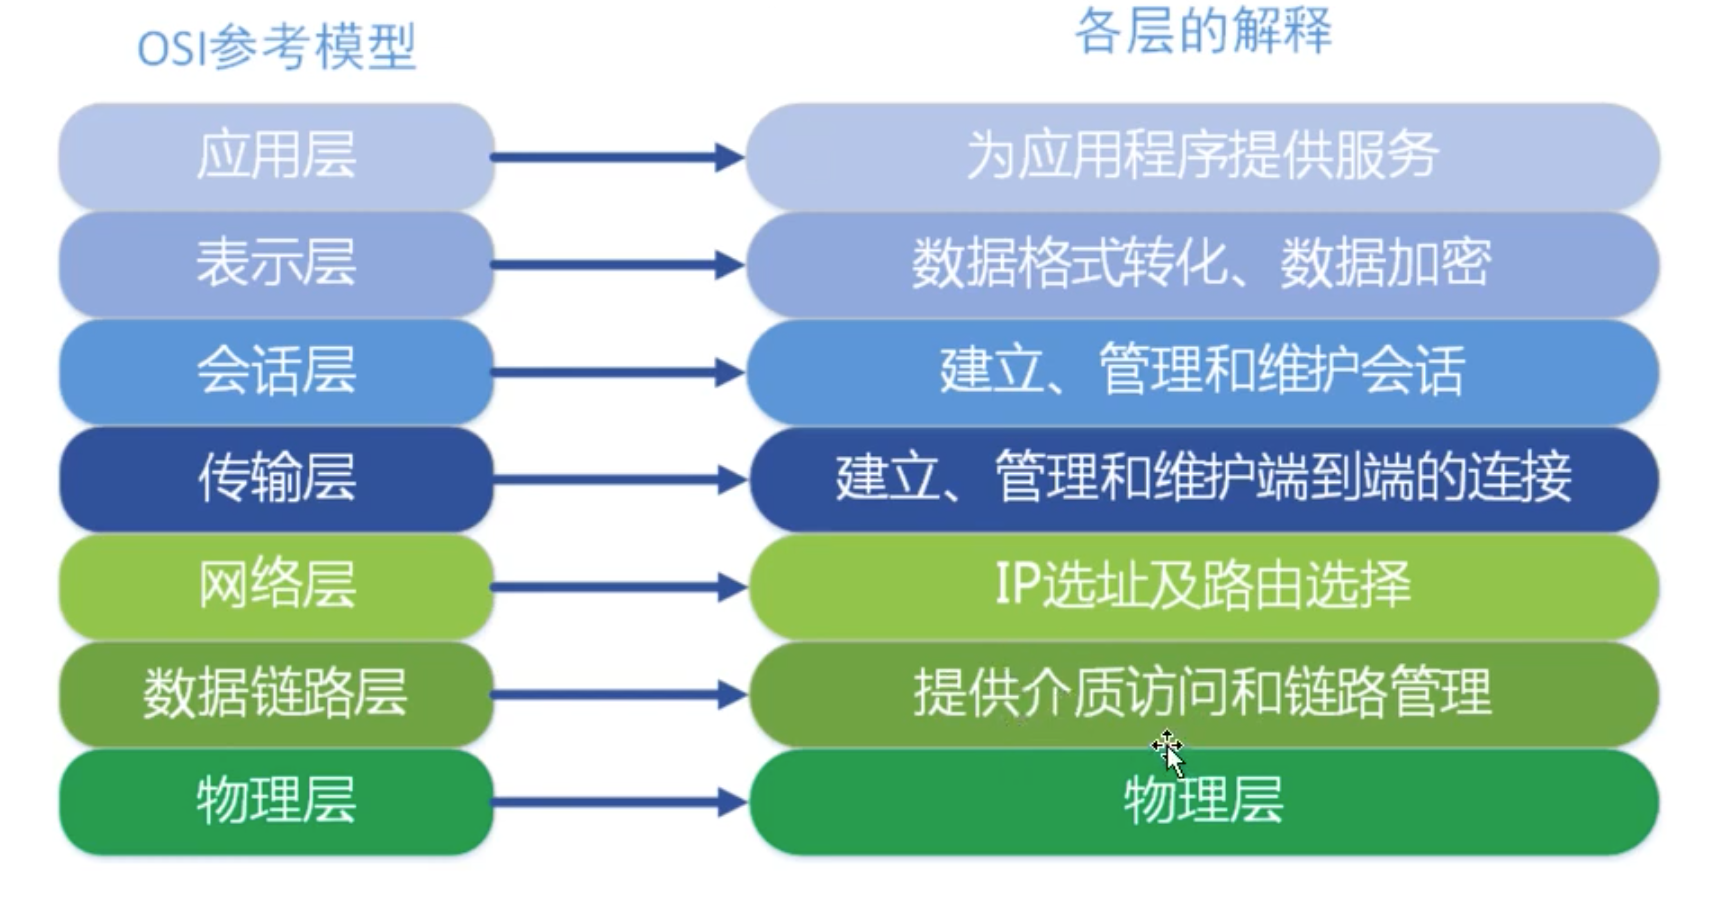 OSI参考模型
各层的解释
应用层
为应用程序提供服务
表示层
数据格式转化、数据加密
会话层
建立、管理和维护会话
传输层
建立、管理和维护端到端的连接
网络层
IP选址及路由选择
数据链路层
提供介质访问和链路管理
物理层
物理层